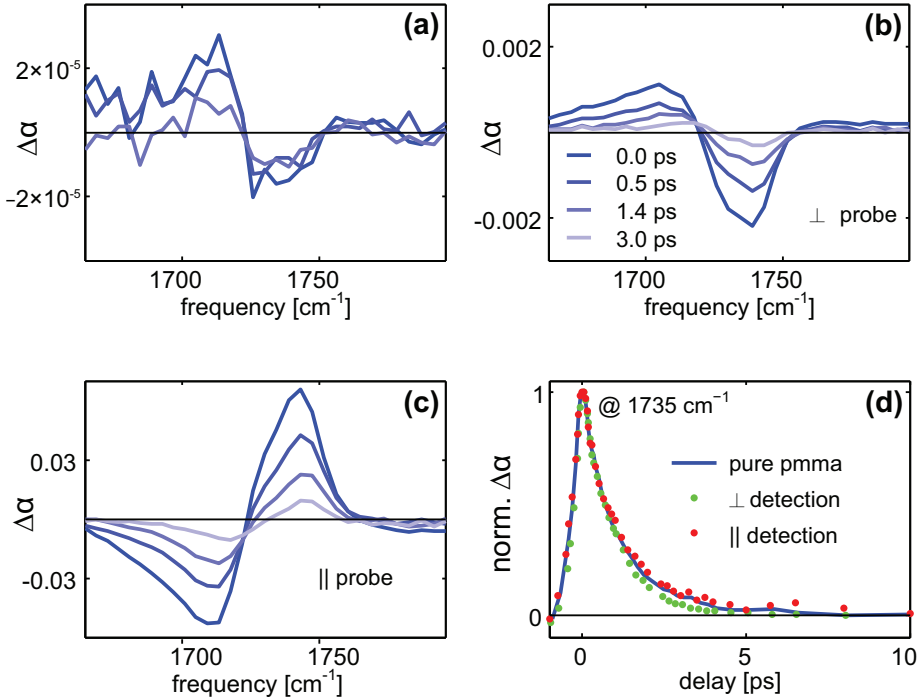 (a)
2×10⁻⁵
−2×10⁻⁵
Δα
1700
1750
frequency [cm⁻¹]
(b)
0.002
-0.002
Δα
0.0 ps
0.5 ps
1.4 ps
3.0 ps
⊥ probe
1700
1750
frequency [cm⁻¹]
(c)
0.03
-0.03
Δα
|| probe
1700
1750
frequency [cm⁻¹]
(d)
@ 1735 cm⁻¹
1
0
norm. Δα
pure pmma
⊥ detection
|| detection
0
5
10
delay [ps]